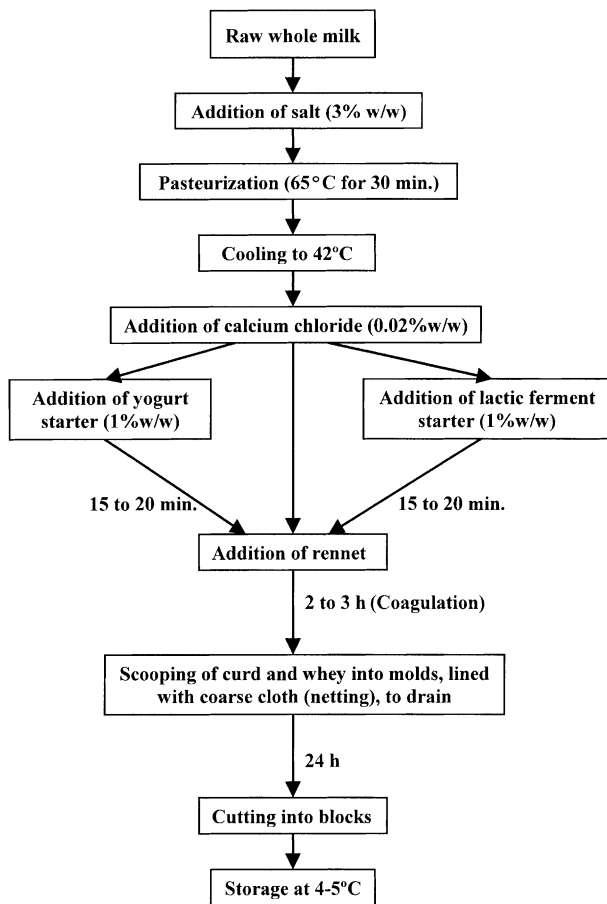 Raw whole milk
Addition of salt (3% w/w)
Pasteurization (65°C for 30 min.)
Cooling to 42ºC
Addition of calcium chloride (0.02%w/w)
Addition of yogurt
starter (1%w/w)
Addition of lactic ferment
starter (1%w/w)
15 to 20 min.
15 to 20 min.
Addition of rennet
2 to 3 h (Coagulation)
Scooping of curd and whey into molds, lined
with coarse cloth (netting), to drain
24 h
Cutting into blocks
Storage at 4-5ºC